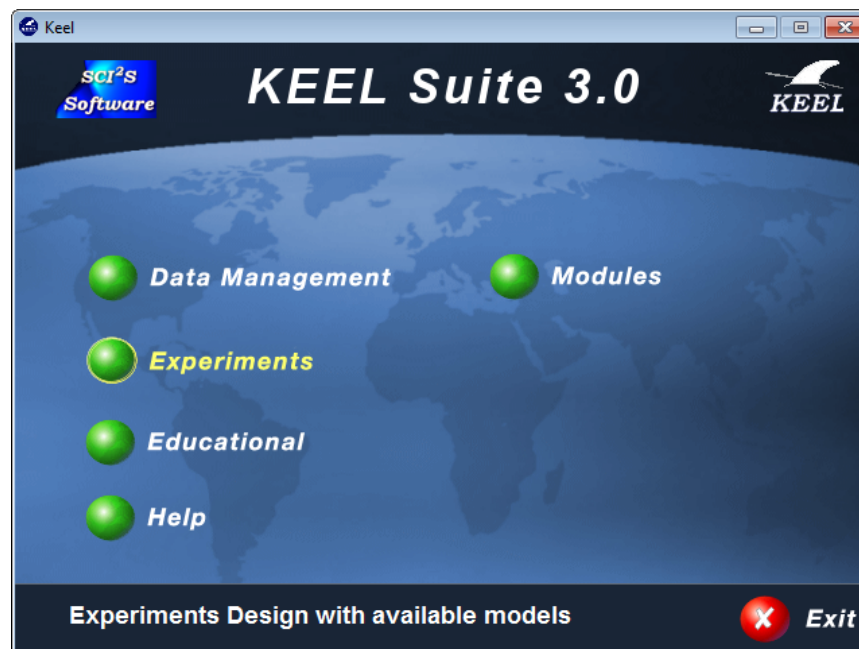 Keel
SCI²S
Software
KEEL Suite 3.0
KEEL
Data Management
Modules
Experiments
Educational
Help
Experiments Design with available models
Exit